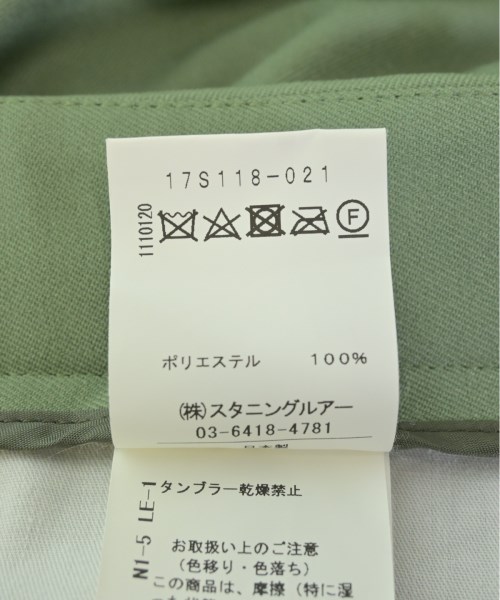 17S118-021
1110120
F
ポリエステル 100%
(株)スタニングルアー
03-6418-4781
日本製
N1-5 LE-1
タンブラー乾燥禁止
お取扱い上のご注意
(色移り・色落ち)
この商品は、摩擦(特に湿